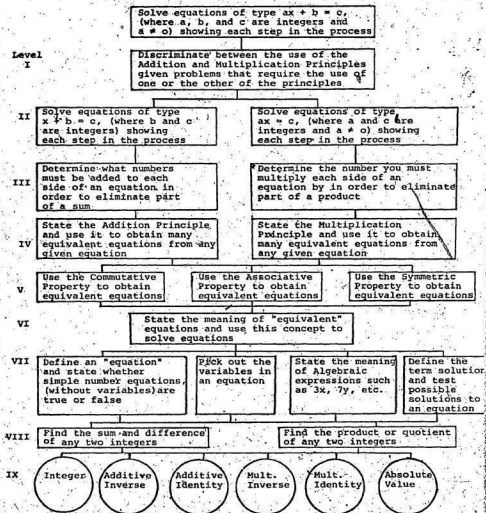 Solve equations of type ax + b = c,
(where a, b, and c are integers and
a ≠ o) showing each step in the process
Level
I
Discriminate between the use of the
Addition and Multiplication Principles
given problems that require the use of
one or the other of the principles
II
Solve equations of type
x + b = c, (where b and c
are integers) showing
each step in the process
Solve equations of type
ax = c, (where a and c are
integers and a ≠ o) showing
each step in the process
III
Determine what numbers
must be added to each
side of an equation in
order to eliminate part
of a sum
Determine the number you must
multiply each side of an
equation by in order to eliminate
part of a product
IV
State the Addition Principle
and use it to obtain many
equivalent equations from any
given equation
State the Multiplication
Principle and use it to obtain
many equivalent equations from
any given equation
V
Use the Commutative
Property to obtain
equivalent equations
Use the Associative
Property to obtain
equivalent equations
Use the Symmetric
Property to obtain
equivalent equations
VI
State the meaning of "equivalent"
equations and use this concept to
solve equations
VII
Define an "equation"
and state whether
simple number equations,
(without variables) are
true or false
Pick out the
variables in
an equation
State the meaning
of Algebraic
expressions such
as 3x, 7y, etc.
Define the
term solution
and test
possible
solutions to
an equation
VIII
Find the sum and difference
of any two integers
Find the product or quotient
of any two integers
IX
Integer
Additive
Inverse
Additive
Identity
Mult.
Inverse
Mult.
Identity
Absolute
Value